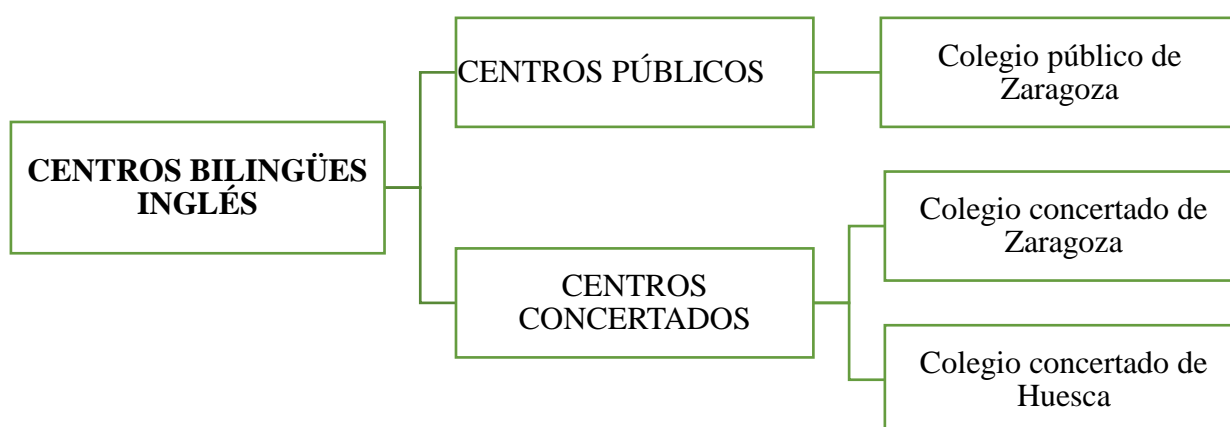 CENTROS BILINGÜES
INGLÉS
CENTROS PÚBLICOS
Colegio público de
Zaragoza
CENTROS
CONCERTADOS
Colegio concertado de
Zaragoza
Colegio concertado de
Huesca